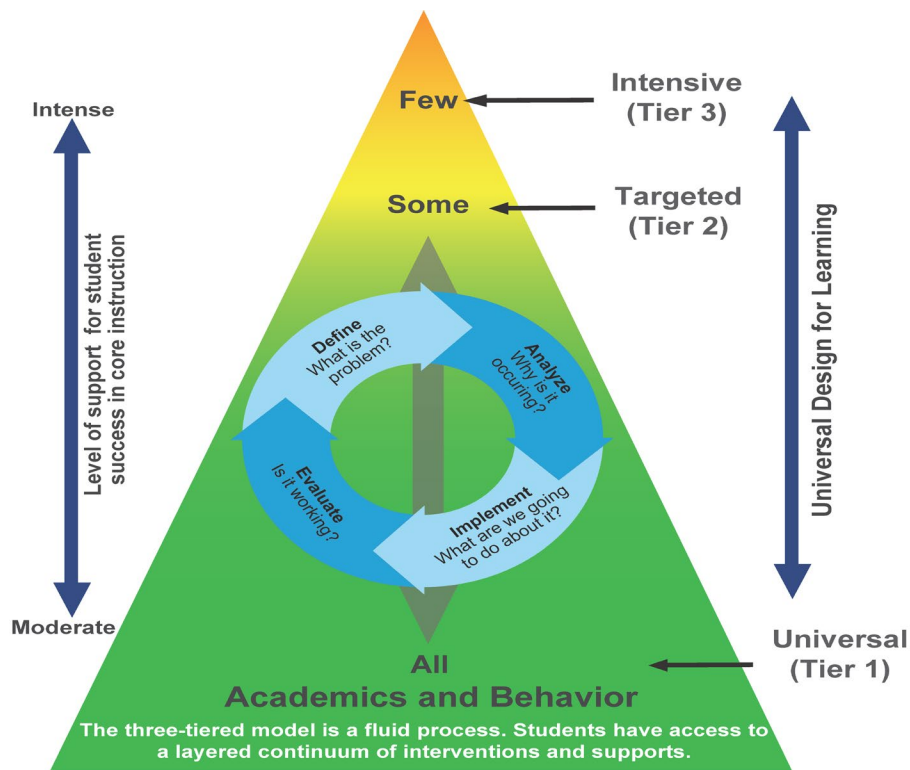 Intense
Level of support for student
success in core instruction
Moderate
Few
Intensive
(Tier 3)
Some
Targeted
(Tier 2)
Define
What is the
problem?
Analyze
Why is it
occuring?
Implement
What are we going
to do about it?
Evaluate
Is it working?
Universal Design for Learning
All
Universal
(Tier 1)
Academics and Behavior
The three-tiered model is a fluid process. Students have access to
a layered continuum of interventions and supports.